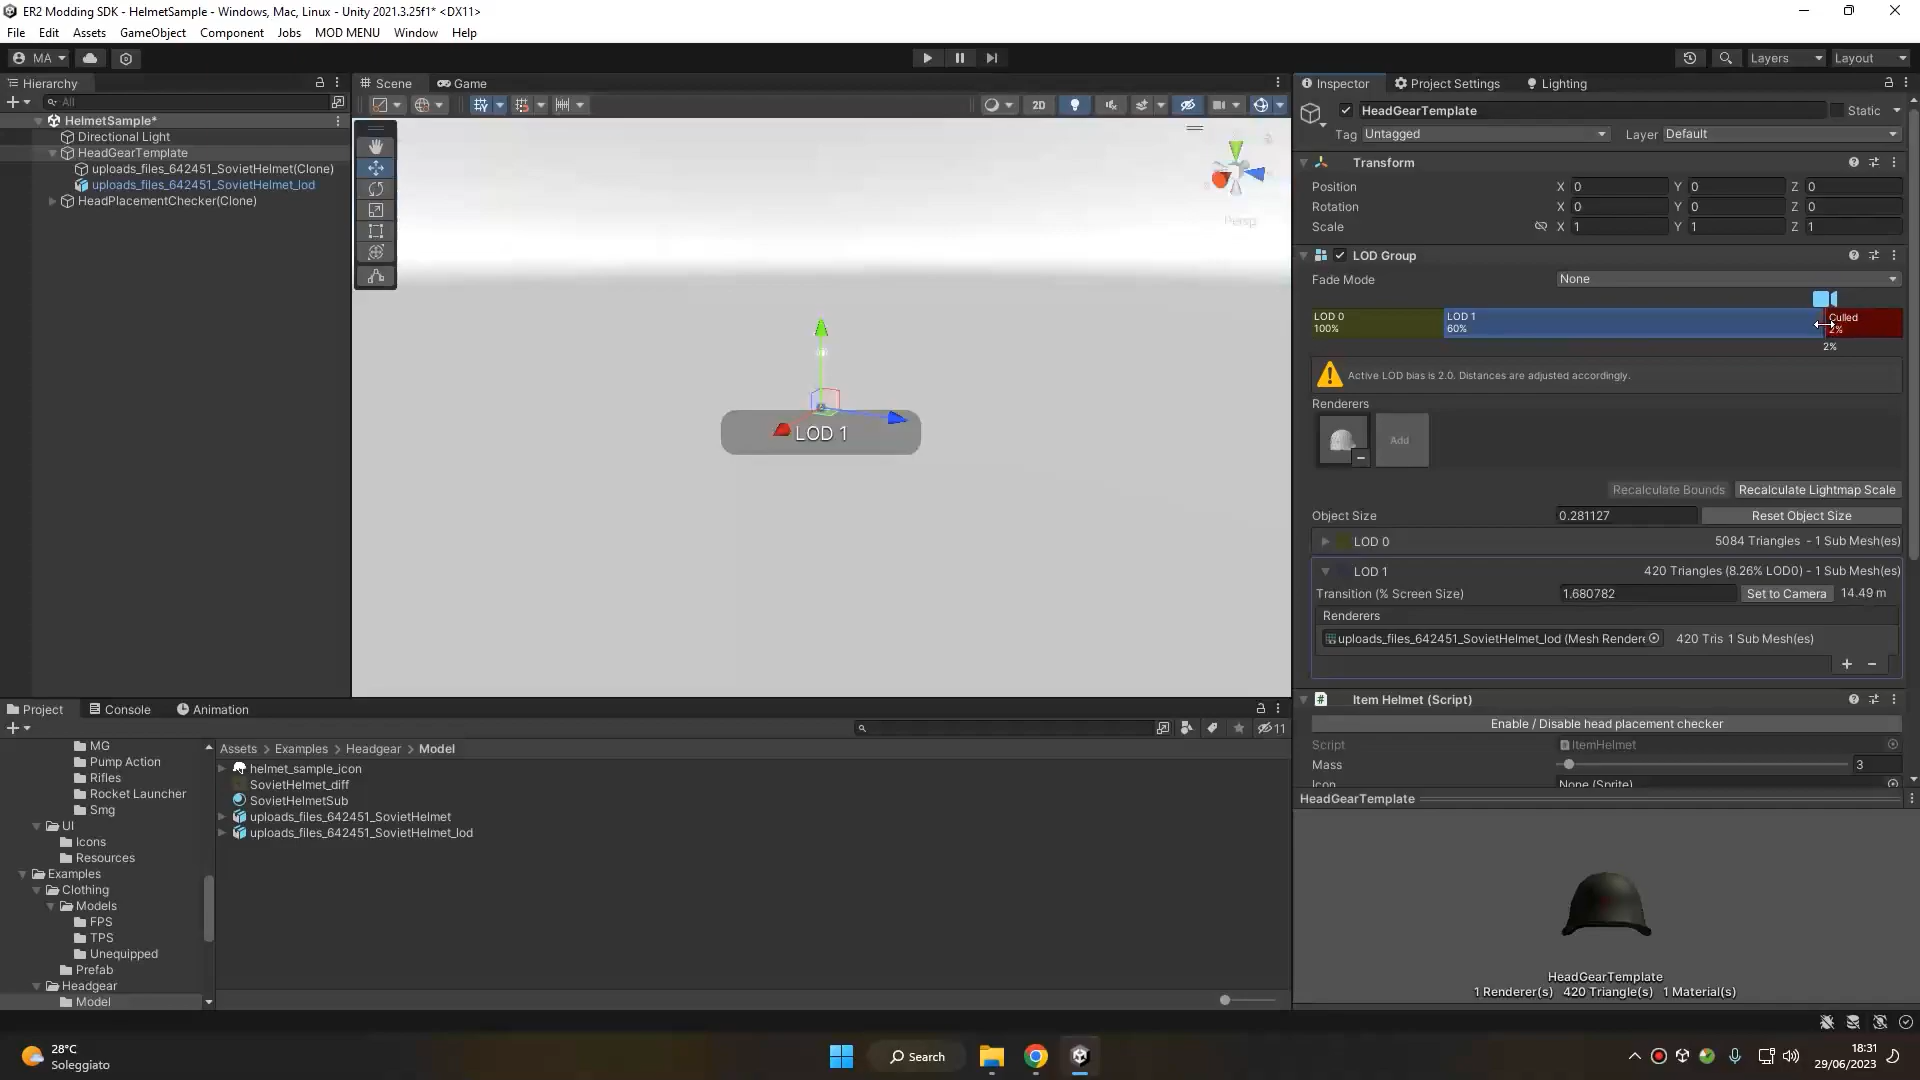 ER2 Modding SDK - HelmetSample - Windows, Mac, Linux - Unity 2021.3.25f1* <DX11>
File Edit Assets GameObject Component Jobs MOD MENU Window Help
MA Layers Layout
Hierarchy
All
HelmetSample*
Directional Light
HeadGearTemplate
uploads_files_642451_SovietHelmet(Clone)
uploads_files_642451_SovietHelmet_lod
HeadPlacementChecker(Clone)
Scene Game
2D
Persp
LOD 1
Inspector Project Settings Lighting
HeadGearTemplate Static
Tag Untagged Layer Default
Transform
Position X 0 Y 0 Z 0
Rotation X 0 Y 0 Z 0
Scale X 1 Y 1 Z 1
LOD Group
Fade Mode None
LOD 0 LOD 1 Culled
100% 60% 2%
2%
Active LOD bias is 2.0. Distances are adjusted accordingly.
Renderers
Add
Recalculate Bounds Recalculate Lightmap Scale
Object Size 0.281127 Reset Object Size
LOD 0 5084 Triangles - 1 Sub Mesh(es)
LOD 1 420 Triangles (8.26% LOD0) - 1 Sub Mesh(es)
Transition (% Screen Size) 1.680782 Set to Camera 14.49 m
Renderers
uploads_files_642451_SovietHelmet_lod (Mesh Rendere 420 Tris 1 Sub Mesh(es)
Item Helmet (Script)
Enable / Disable head placement checker
Script ItemHelmet
Mass 3
Icon None (Sprite)
HeadGearTemplate
HeadGearTemplate
1 Renderer(s) 420 Triangle(s) 1 Material(s)
Project Console Animation
11
MG
Pump Action
Rifles
Rocket Launcher
Smg
UI
Icons
Resources
Examples
Clothing
Models
FPS
TPS
Unequipped
Prefab
Headgear
Model
Assets > Examples > Headgear > Model
helmet_sample_icon
SovietHelmet_diff
SovietHelmetSub
uploads_files_642451_SovietHelmet
uploads_files_642451_SovietHelmet_lod
28°C
Soleggiato
Search
18:31
29/06/2023